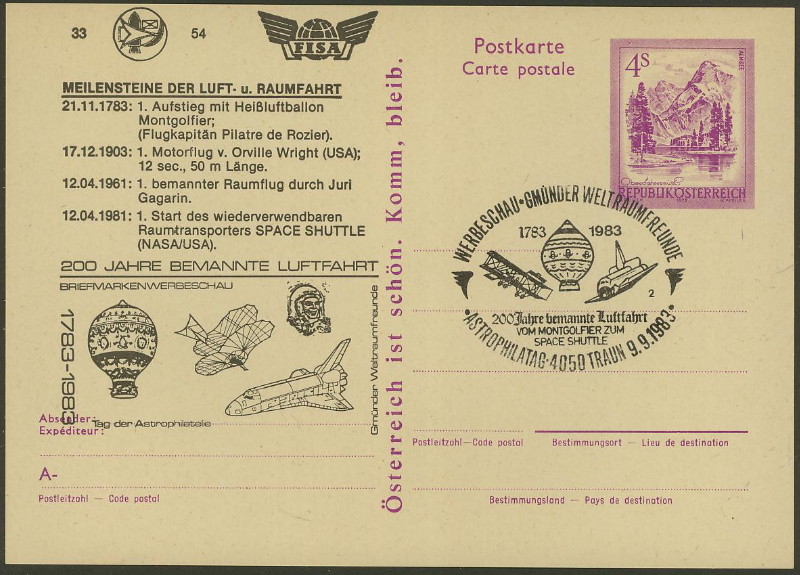 33
54
FISA
MEILENSTEINE DER LUFT- u. RAUMFAHRT
21.11.1783: 1. Aufstieg mit Heißluftballon
Montgolfier;
(Flugkapitän Pilatre de Rozier).
17.12.1903: 1. Motorflug v. Orville Wright (USA);
12 sec., 50 m Länge.
12.04.1961: 1. bemannter Raumflug durch Juri
Gagarin.
12.04.1981: 1. Start des wiederverwendbaren
Raumtransporters SPACE SHUTTLE
(NASA/USA).
200 JAHRE BEMANNTE LUFTFAHRT
BRIEFMARKENWERBESCHAU
1783-1983
Gmünder Weltraumfreunde
Tag der Astrophilatelie
Absender:
Expéditeur:
A-
Postleitzahl — Code postal
Österreich ist schön. Komm, bleib.
Postkarte
Carte postale
4S
ALMSEE
REPUBLIK ÖSTERREICH
WERBESCHAU·GMÜNDER WELTRAUMFREUNDE
1783 1983
2
200 Jahre bemannte Luftfahrt
VOM MONTGOLFIER ZUM
SPACE SHUTTLE
·ASTROPHILATAG·4050 TRAUN 9.9.1983·
Postleitzahl—Code postal
Bestimmungsort — Lieu de destination
Bestimmungsland — Pays de destination